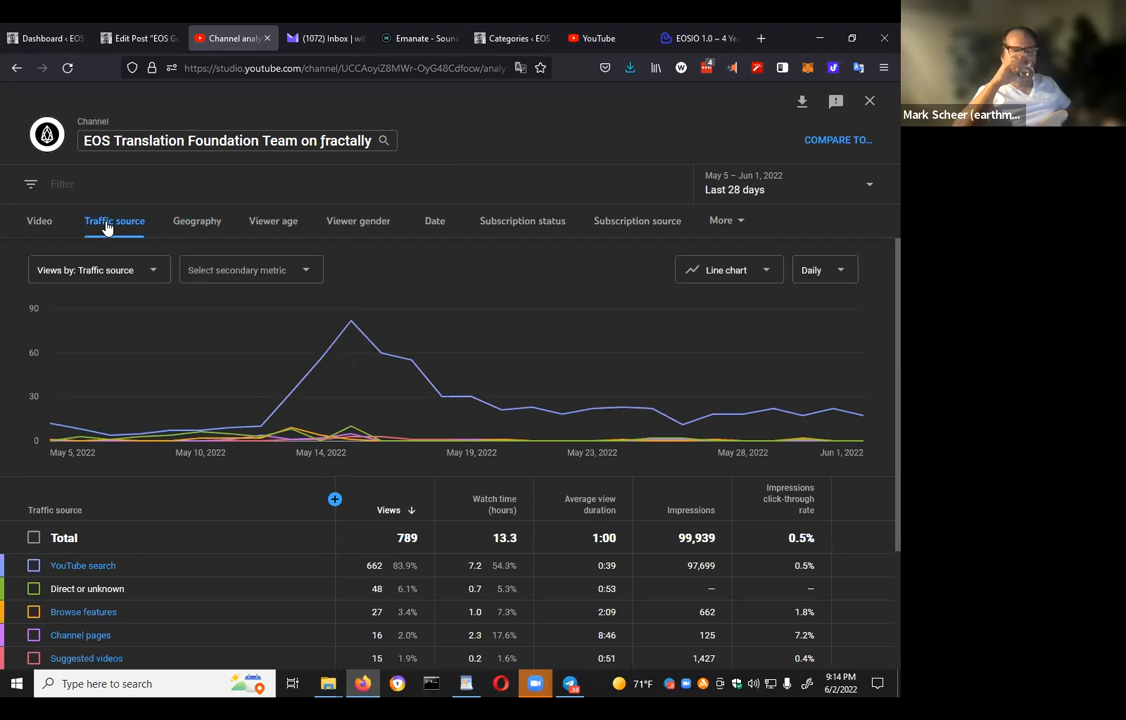 Dashboard ‹ EOS
Edit Post "EOS G
Channel analy
(1072) Inbox | wi
Emanate - Soun
Categories ‹ EOS
YouTube
EOSIO 1.0 ~ 4 Ye
https://studio.youtube.com/channel/UCCAoyiZ8MWr-OyG48Cdfocw/analy
4
Mark Scheer (earthm...
Channel
EOS Translation Foundation Team on ƒractally
COMPARE TO...
Filter
May 5 – Jun 1, 2022
Last 28 days
Video
Traffic source
Geography
Viewer age
Viewer gender
Date
Subscription status
Subscription source
More
Views by: Traffic source
Select secondary metric
Line chart
Daily
90
60
30
0
May 5, 2022
May 10, 2022
May 14, 2022
May 19, 2022
May 23, 2022
May 28, 2022
Jun 1, 2022
Traffic source
Views
Watch time
(hours)
Average view
duration
Impressions
Impressions
click-through
rate
Total 789 13.3 1:00 99,939 0.5%
YouTube search 662 83.9% 7.2 54.3% 0:39 97,699 0.5%
Direct or unknown 48 6.1% 0.7 5.3% 0:53 — —
Browse features 27 3.4% 1.0 7.3% 2:09 662 1.8%
Channel pages 16 2.0% 2.3 17.6% 8:46 125 7.2%
Suggested videos 15 1.9% 0.2 1.6% 0:51 1,427 0.4%
Type here to search
71°F
9:14 PM
6/2/2022